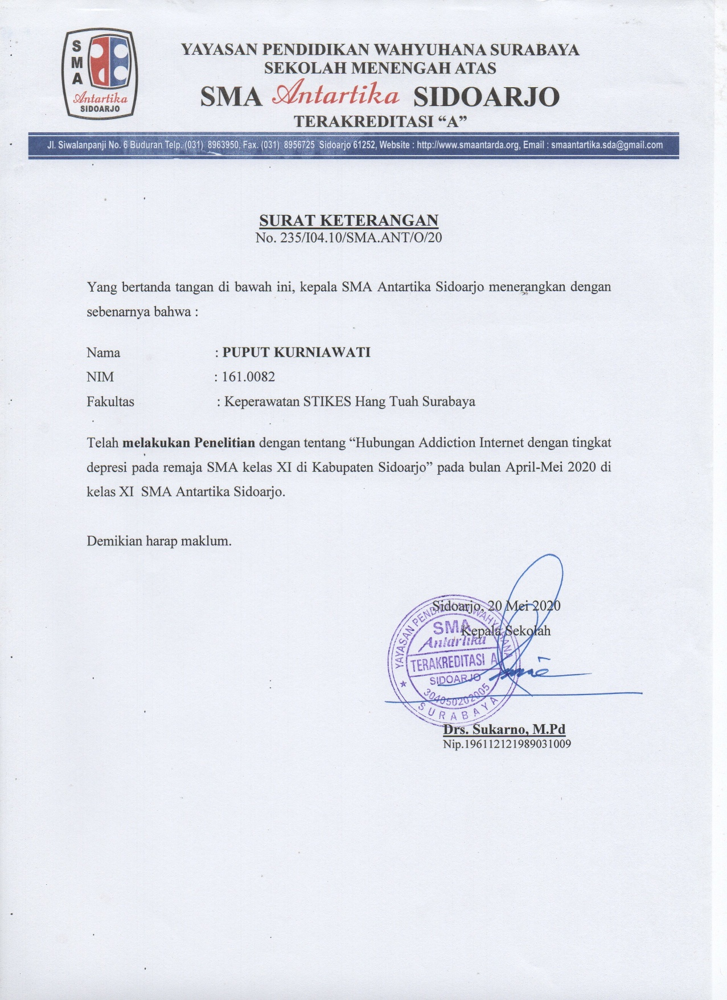 SMA
Antartika
SIDOARJO
YAYASAN PENDIDIKAN WAHYUHANA SURABAYA
SEKOLAH MENENGAH ATAS
SMA Antartika SIDOARJO
TERAKREDITASI “A”
Jl. Siwalanpanji No. 6 Buduran Telp. (031) 8963950, Fax. (031) 8956725 Sidoarjo 61252, Website : http://www.smaantarda.org, Email : smaantartika.sda@gmail.com
SURAT KETERANGAN
No. 235/I04.10/SMA.ANT/O/20
Yang bertanda tangan di bawah ini, kepala SMA Antartika Sidoarjo menerangkan dengan
sebenarnya bahwa :
Nama : PUPUT KURNIAWATI
NIM : 161.0082
Fakultas : Keperawatan STIKES Hang Tuah Surabaya
Telah melakukan Penelitian dengan tentang “Hubungan Addiction Internet dengan tingkat
depresi pada remaja SMA kelas XI di Kabupaten Sidoarjo” pada bulan April-Mei 2020 di
kelas XI SMA Antartika Sidoarjo.
Demikian harap maklum.
Sidoarjo, 20 Mei 2020
Kepala Sekolah
YAYASAN PENDIDIKAN WAHYUHANA
SMA
Antartika
TERAKREDITASI A
SIDOARJO
304050202005
SURABAYA
Drs. Sukarno, M.Pd
Nip.196112121989031009